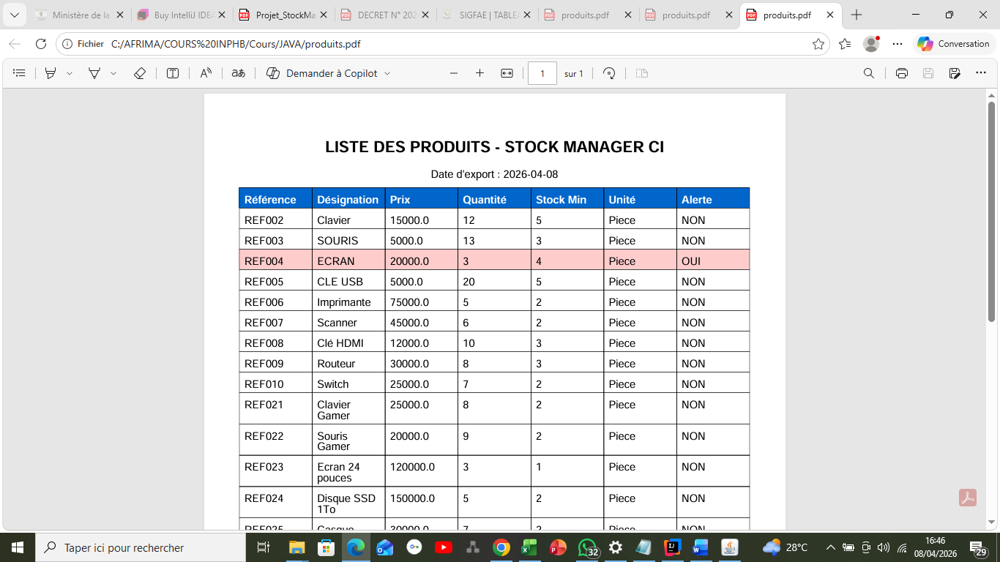 Ministère de la
Buy IntelliJ IDEA
Projet_StockMa
DECRET N° 202
SIGFAE | TABLEA
produits.pdf
produits.pdf
produits.pdf
Fichier C:/AFRIMA/COURS%20INPHB/Cours/JAVA/produits.pdf
Conversation
Demander à Copilot
1 sur 1
LISTE DES PRODUITS - STOCK MANAGER CI
Date d'export : 2026-04-08
Référence Désignation Prix Quantité Stock Min Unité Alerte
REF002 Clavier 15000.0 12 5 Piece NON
REF003 SOURIS 5000.0 13 3 Piece NON
REF004 ECRAN 20000.0 3 4 Piece OUI
REF005 CLE USB 5000.0 20 5 Piece NON
REF006 Imprimante 75000.0 5 2 Piece NON
REF007 Scanner 45000.0 6 2 Piece NON
REF008 Clé HDMI 12000.0 10 3 Piece NON
REF009 Routeur 30000.0 8 3 Piece NON
REF010 Switch 25000.0 7 2 Piece NON
REF021 Clavier 25000.0 8 2 Piece NON
Gamer
REF022 Souris 20000.0 9 2 Piece NON
Gamer
REF023 Ecran 24 120000.0 3 1 Piece NON
pouces
REF024 Disque SSD 150000.0 5 2 Piece NON
1To
REF025 Casque 30000.0 7 2 Piece NON
Taper ici pour rechercher
32
28°C
16:46
08/04/2026
29